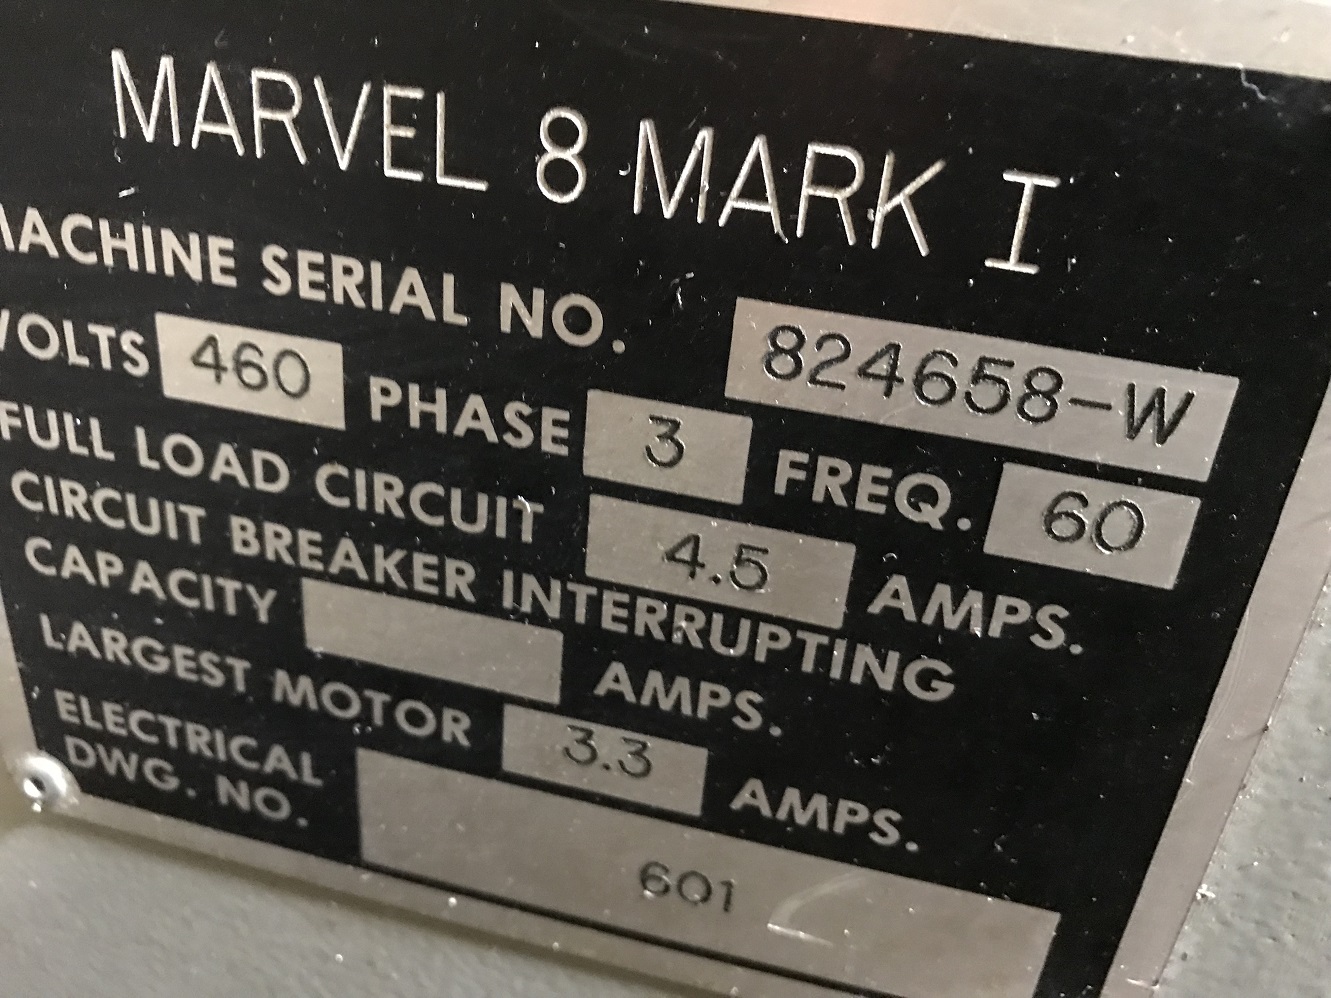 MARVEL 8 MARK I
MACHINE SERIAL NO. 824658-W
VOLTS 460 PHASE 3 FREQ. 60
FULL LOAD CIRCUIT 4.5 AMPS.
CIRCUIT BREAKER INTERRUPTING
CAPACITY AMPS.
LARGEST MOTOR 3.3 AMPS.
ELECTRICAL
DWG. NO. 601